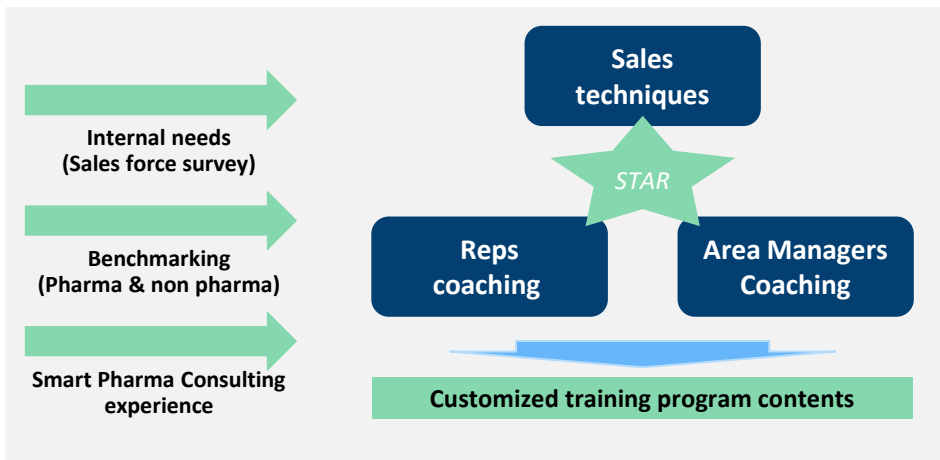 Internal needs
(Sales force survey)
Benchmarking
(Pharma & non pharma)
Smart Pharma Consulting
experience
Sales
techniques
STAR
Reps
coaching
Area Managers
Coaching
Customized training program contents